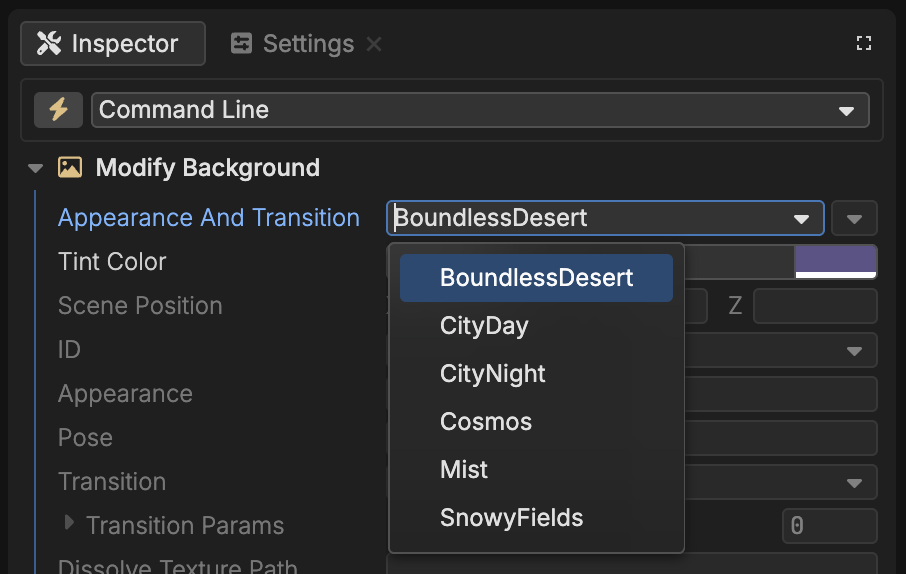 Inspector
Settings
Command Line
Modify Background
Appearance And Transition
BoundlessDesert
Tint Color
BoundlessDesert
Scene Position
Z
CityDay
ID
CityNight
Appearance
Cosmos
Pose
Mist
Transition
SnowyFields
Transition Params
0
Dissolve Texture Path